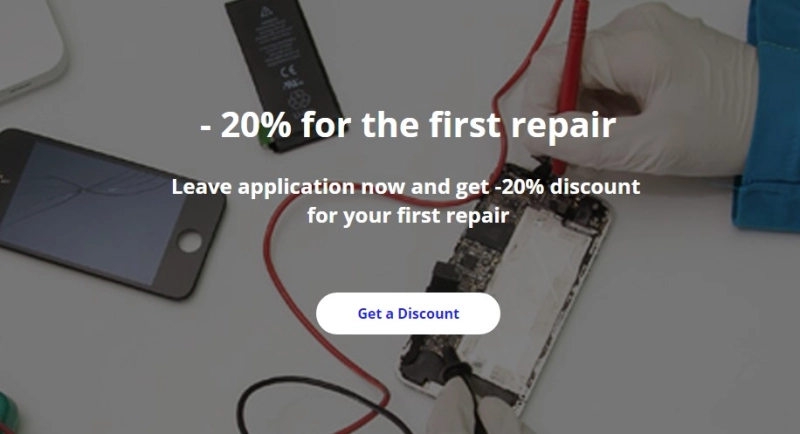 - 20% for the first repair
Leave application now and get -20% discount
for your first repair
Get a Discount